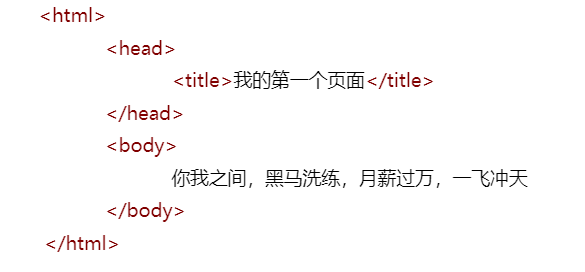 <html>
<head>
<title>我的第一个页面</title>
</head>
<body>
你我之间，黑马洗练，月薪过万，一飞冲天
</body>
</html>